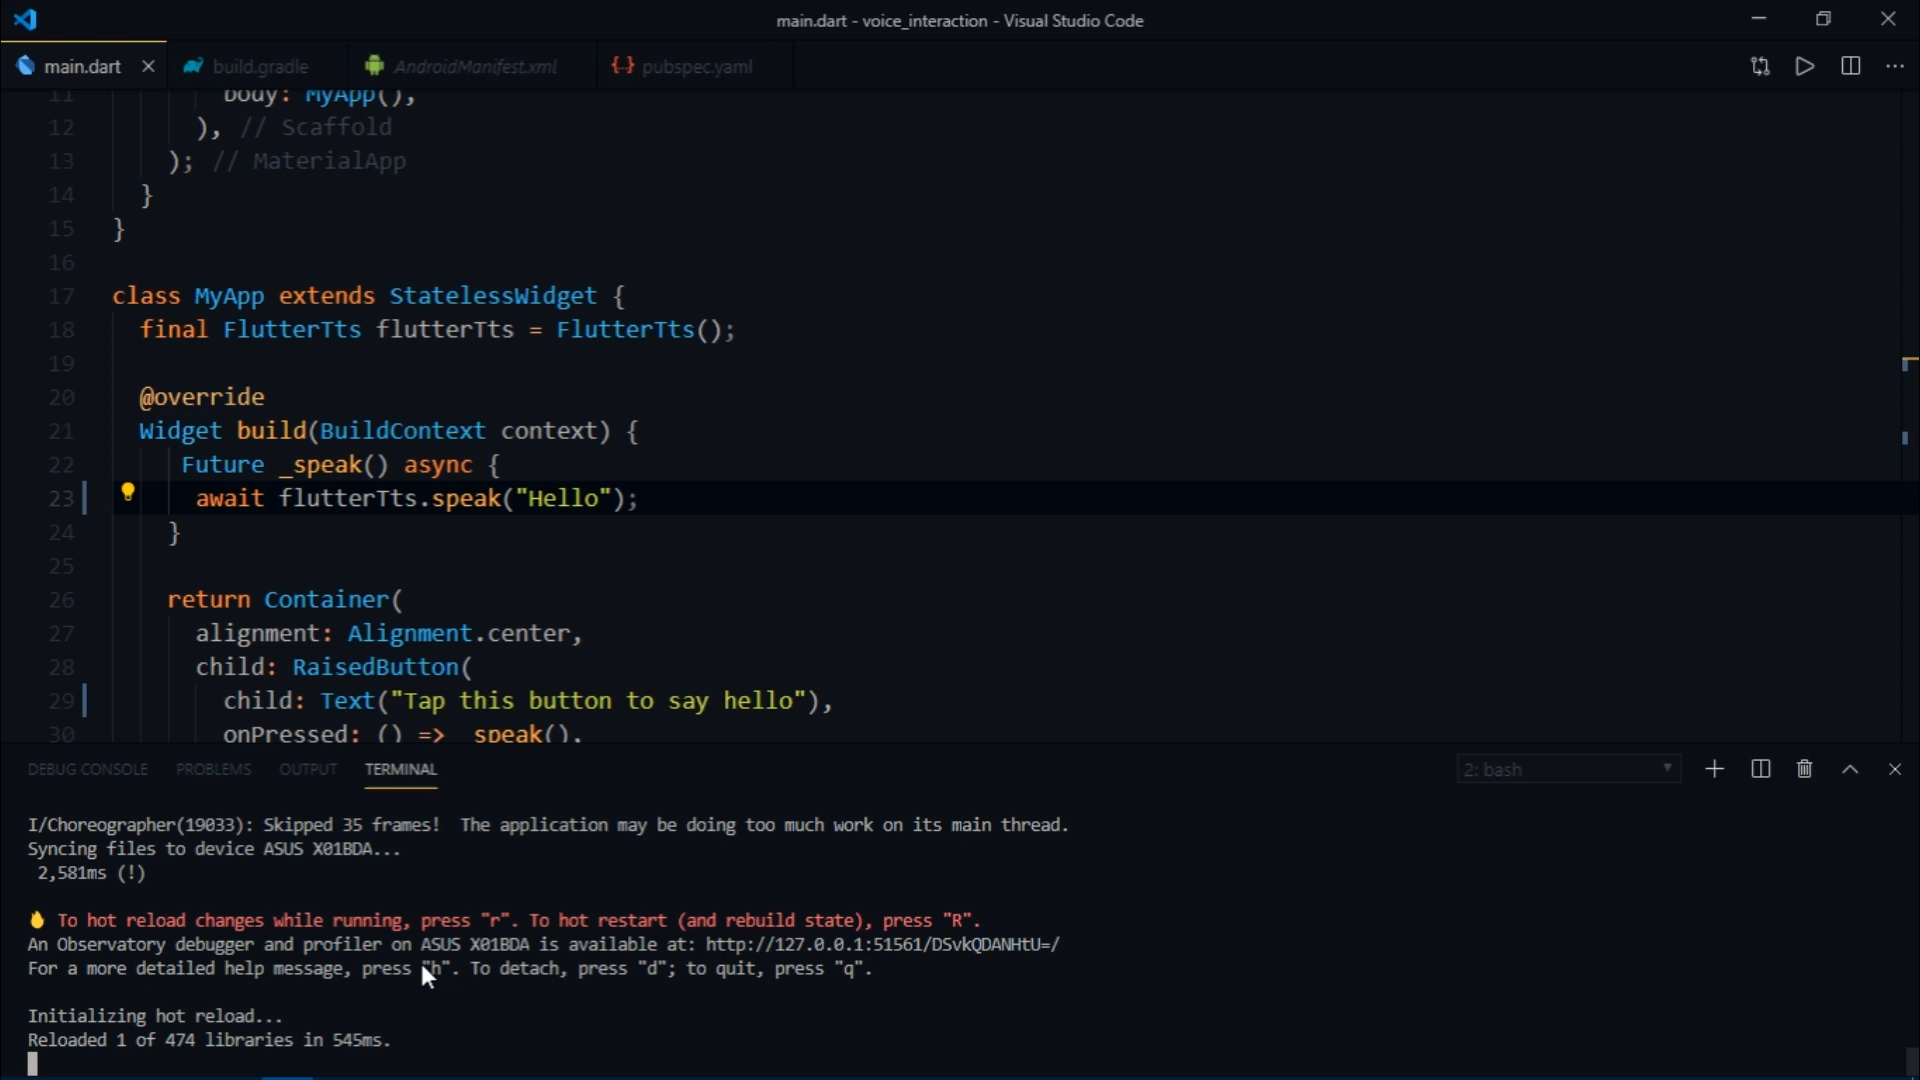 main.dart - voice_interaction - Visual Studio Code
main.dart
build.gradle
AndroidManifest.xml
pubspec.yaml
11 body: MyApp(),
12 ), // Scaffold
13 ); // MaterialApp
14 }
15 }
16
17 class MyApp extends StatelessWidget {
18 final FlutterTts flutterTts = FlutterTts();
19
20 @override
21 Widget build(BuildContext context) {
22 Future _speak() async {
23 await flutterTts.speak("Hello");
24 }
25
26 return Container(
27 alignment: Alignment.center,
28 child: RaisedButton(
29 child: Text("Tap this button to say hello"),
30 onPressed: () => _speak(),
DEBUG CONSOLE PROBLEMS OUTPUT TERMINAL
2: bash
I/Choreographer(19033): Skipped 35 frames! The application may be doing too much work on its main thread.
Syncing files to device ASUS X01BDA...
2,581ms (!)
To hot reload changes while running, press "r". To hot restart (and rebuild state), press "R".
An Observatory debugger and profiler on ASUS X01BDA is available at: http://127.0.0.1:51561/DSvkQDANHtU=/
For a more detailed help message, press "h". To detach, press "d"; to quit, press "q".
Initializing hot reload...
Reloaded 1 of 474 libraries in 545ms.